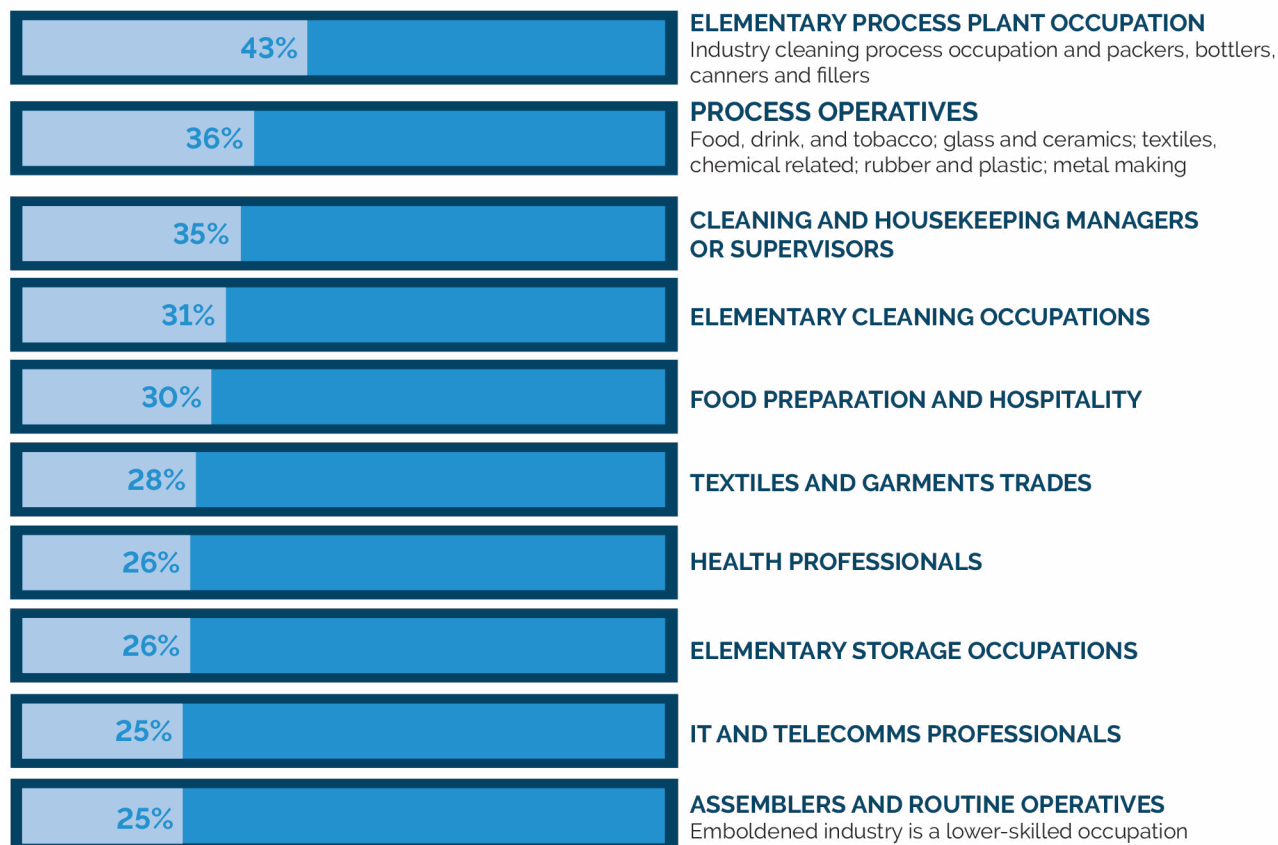 43%
ELEMENTARY PROCESS PLANT OCCUPATION
Industry cleaning process occupation and packers, bottlers,
canners and fillers
36%
PROCESS OPERATIVES
Food, drink, and tobacco; glass and ceramics; textiles,
chemical related; rubber and plastic; metal making
35%
CLEANING AND HOUSEKEEPING MANAGERS
OR SUPERVISORS
31%
ELEMENTARY CLEANING OCCUPATIONS
30%
FOOD PREPARATION AND HOSPITALITY
28%
TEXTILES AND GARMENTS TRADES
26%
HEALTH PROFESSIONALS
26%
ELEMENTARY STORAGE OCCUPATIONS
25%
IT AND TELECOMMS PROFESSIONALS
25%
ASSEMBLERS AND ROUTINE OPERATIVES
Emboldened industry is a lower-skilled occupation